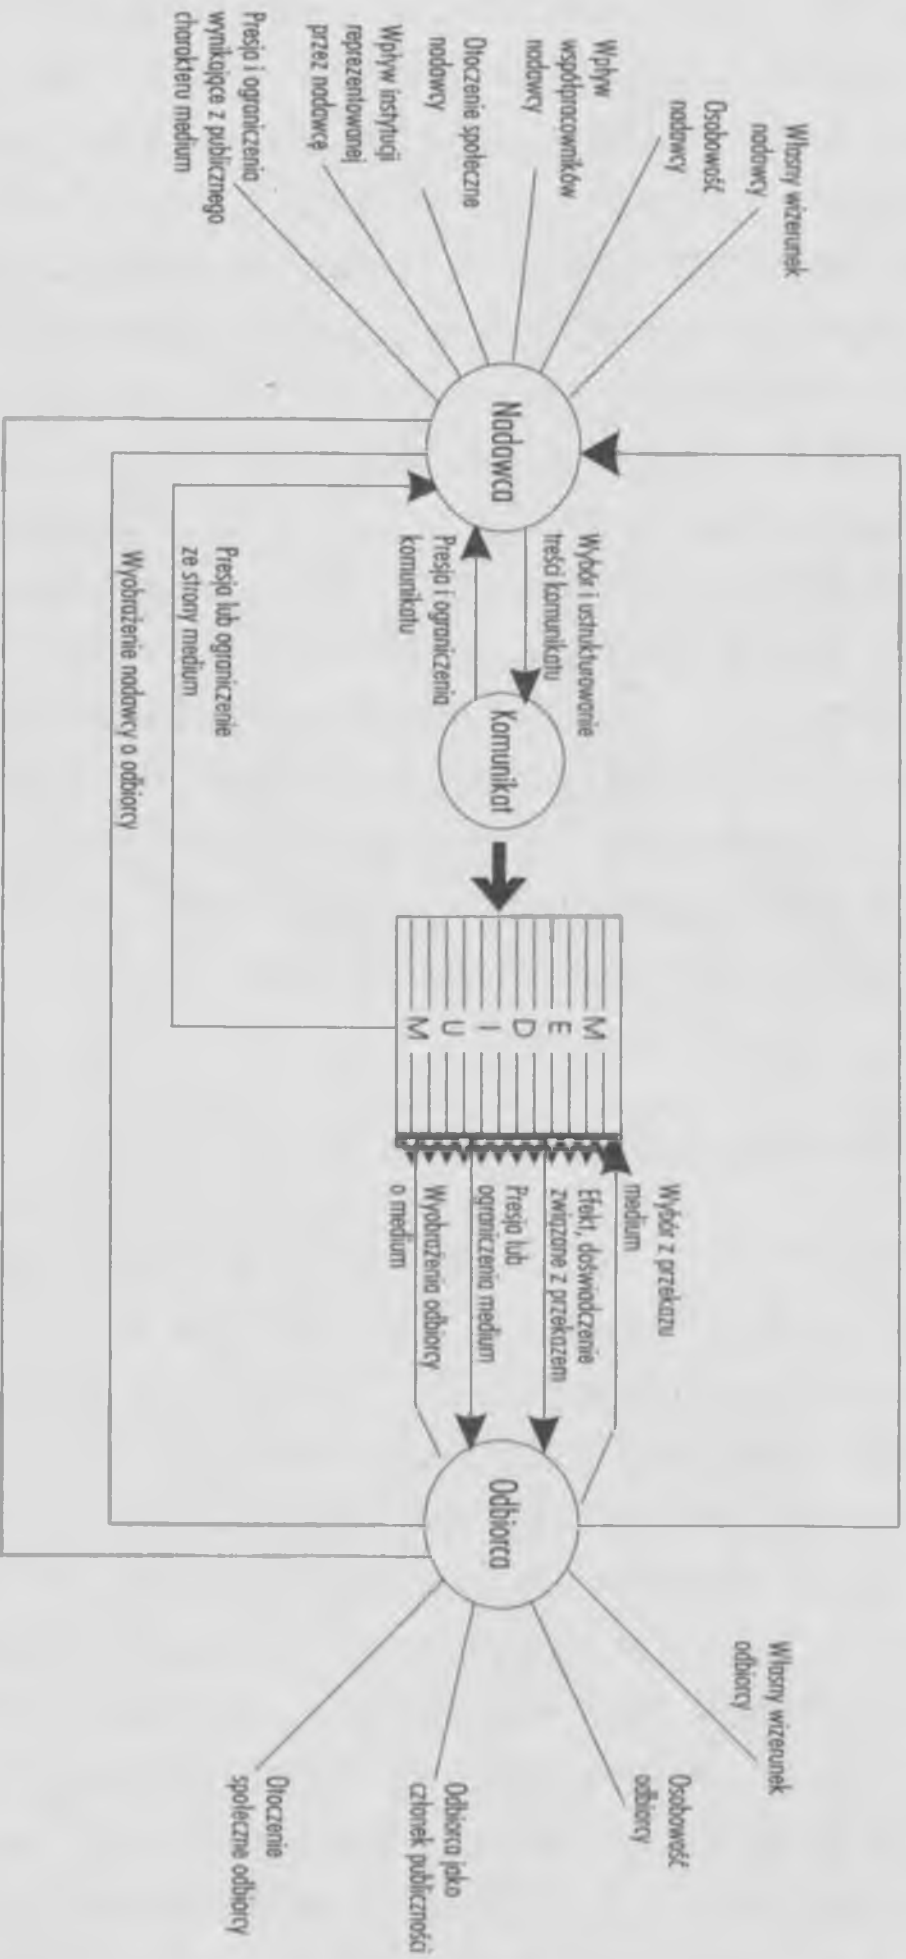 Własny wizerunek
nadawcy
Osobowość
nadawcy
Wpływ
współpracowników
nadawcy
Otoczenie społeczne
nadawcy
Wpływ instytucji
reprezentowanej
przez nadawcę
Presja i ograniczenia
wynikające z publicznego
charakteru medium
Nadawca
Wybór i ustrukturowanie
treści komunikatu
Presja i ograniczenia
komunikatu
Presja lub ograniczenie
ze strony medium
Wyobrażenie nadawcy o odbiorcy
Komunikat
M
E
D
I
U
M
Wybór z przekazu
medium
Efekt, doświadczenie
związane z przekazem
Presja lub
ograniczenia medium
Wyobrażenia odbiorcy
o medium
Odbiorca
Własny wizerunek
odbiorcy
Osobowość
odbiorcy
Odbiorca jako
członek publiczności
Otoczenie
społeczne odbiorcy